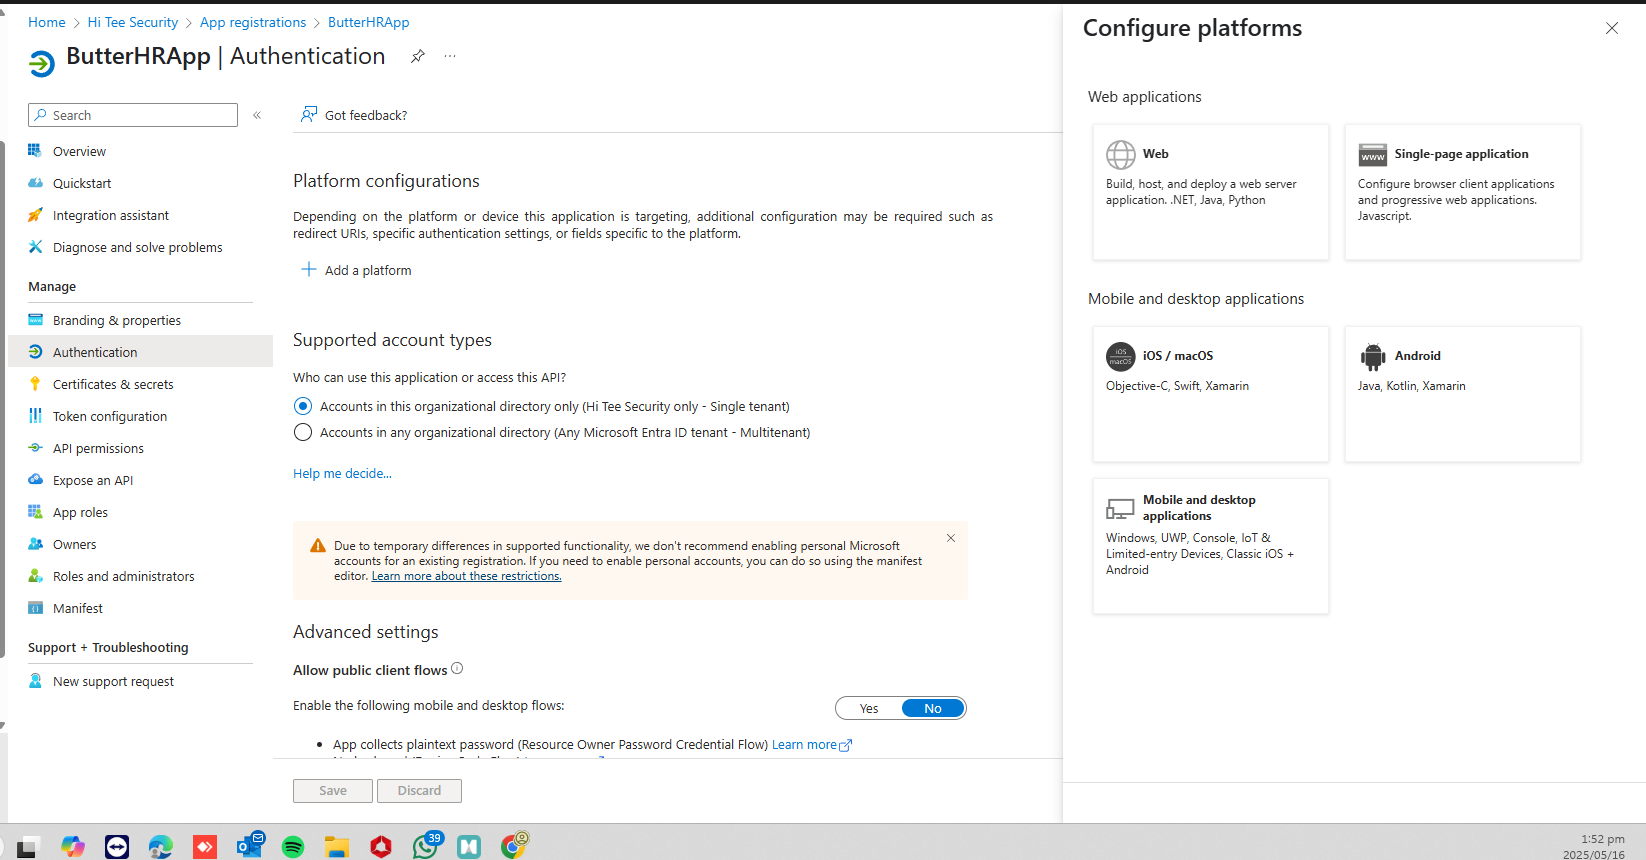 Home > Hi Tee Security > App registrations > ButterHRApp
ButterHRApp | Authentication
Search
Overview
Quickstart
Integration assistant
Diagnose and solve problems
Manage
Branding & properties
Authentication
Certificates & secrets
Token configuration
API permissions
Expose an API
App roles
Owners
Roles and administrators
Manifest
Support + Troubleshooting
New support request
Got feedback?
Platform configurations
Depending on the platform or device this application is targeting, additional configuration may be required such as
redirect URIs, specific authentication settings, or fields specific to the platform.
Add a platform
Supported account types
Who can use this application or access this API?
Accounts in this organizational directory only (Hi Tee Security only - Single tenant)
Accounts in any organizational directory (Any Microsoft Entra ID tenant - Multitenant)
Help me decide...
Due to temporary differences in supported functionality, we don't recommend enabling personal Microsoft
accounts for an existing registration. If you need to enable personal accounts, you can do so using the manifest
editor. Learn more about these restrictions.
Advanced settings
Allow public client flows
Enable the following mobile and desktop flows:
Yes No
• App collects plaintext password (Resource Owner Password Credential Flow) Learn more
Save Discard
Configure platforms
Web applications
Web
Build, host, and deploy a web server
application. .NET, Java, Python
www
Single-page application
Configure browser client applications
and progressive web applications.
Javascript.
Mobile and desktop applications
iOS
macOS
iOS / macOS
Objective-C, Swift, Xamarin
Android
Java, Kotlin, Xamarin
Mobile and desktop
applications
Windows, UWP, Console, IoT &
Limited-entry Devices, Classic iOS +
Android
39
1:52 pm
2025/05/16